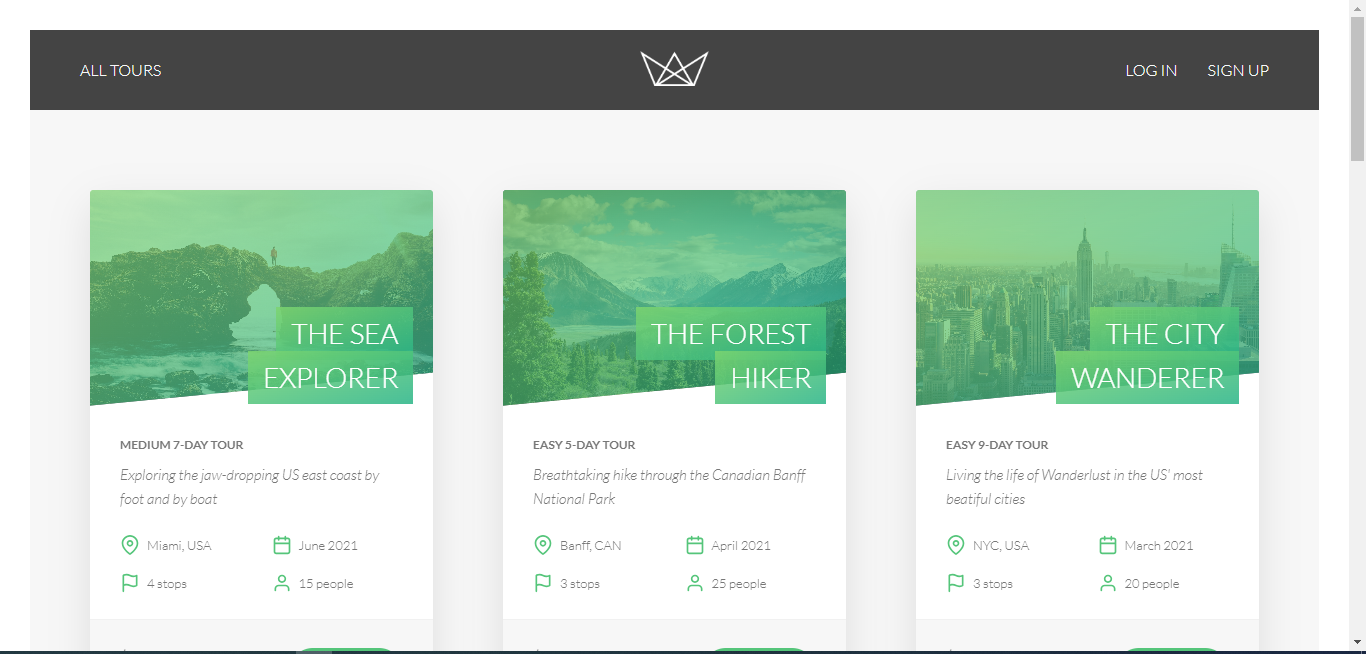 ALL TOURS
LOG IN
SIGN UP
THE SEA
EXPLORER
MEDIUM 7-DAY TOUR
Exploring the jaw-dropping US east coast by
foot and by boat
Miami, USA
June 2021
4 stops
15 people
THE FOREST
HIKER
EASY 5-DAY TOUR
Breathtaking hike through the Canadian Banff
National Park
Banff, CAN
April 2021
3 stops
25 people
THE CITY
WANDERER
EASY 9-DAY TOUR
Living the life of Wanderlust in the US' most
beatiful cities
NYC, USA
March 2021
3 stops
20 people